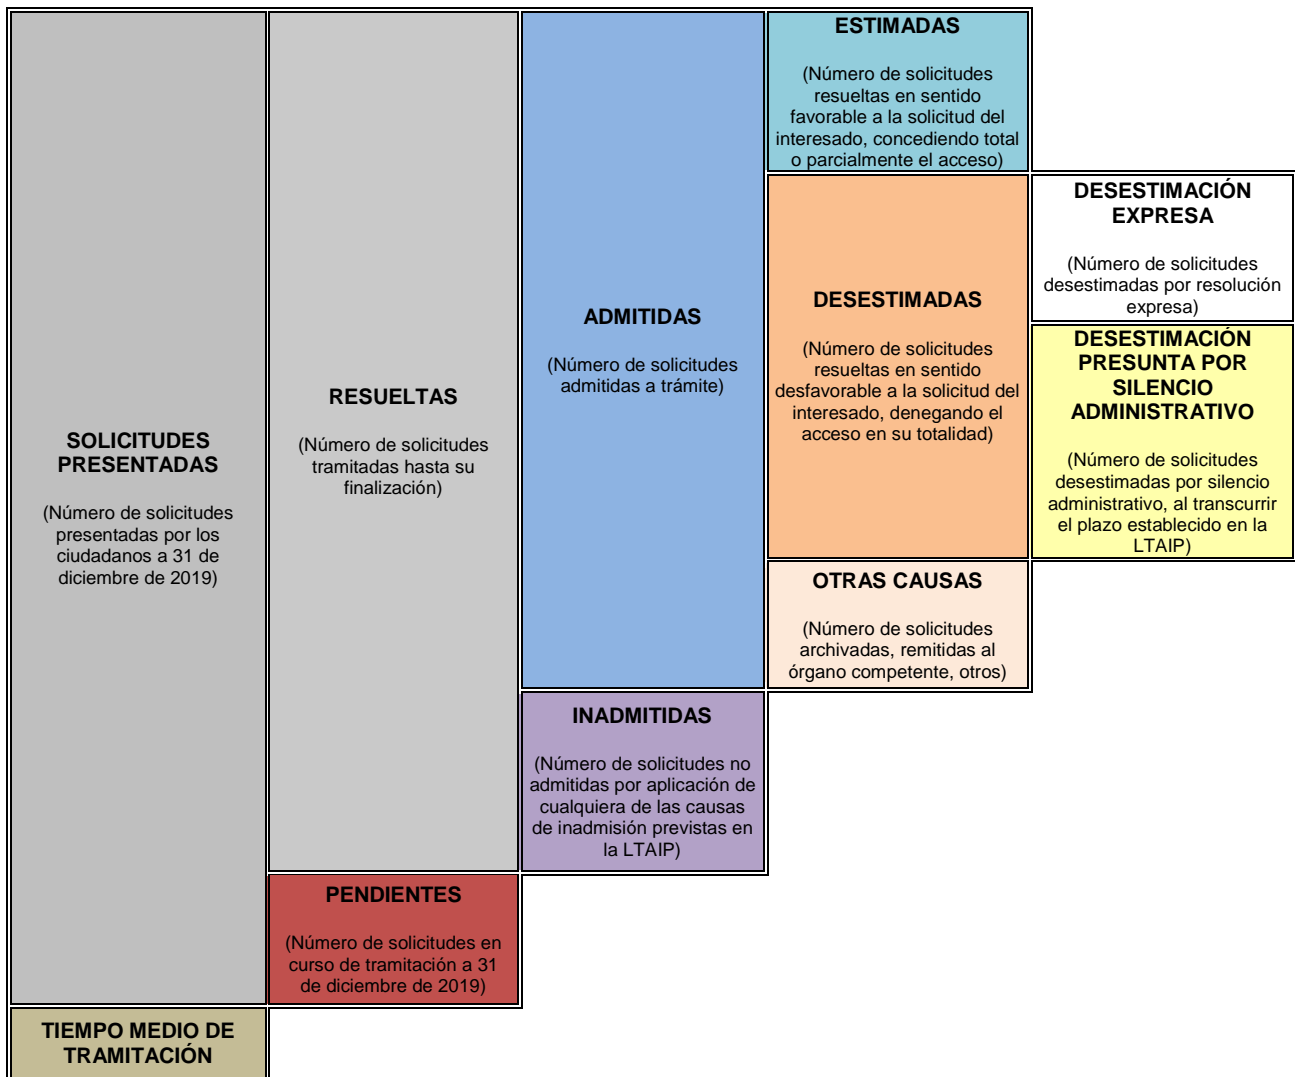 SOLICITUDES
PRESENTADAS
(Número de solicitudes
presentadas por los
ciudadanos a 31 de
diciembre de 2019)
RESUELTAS
(Número de solicitudes
tramitadas hasta su
finalización)
ADMITIDAS
(Número de solicitudes
admitidas a trámite)
ESTIMADAS
(Número de solicitudes
resueltas en sentido
favorable a la solicitud del
interesado, concediendo total
o parcialmente el acceso)
DESESTIMADAS
(Número de solicitudes
resueltas en sentido
desfavorable a la solicitud del
interesado, denegando el
acceso en su totalidad)
DESESTIMACIÓN
EXPRESA
(Número de solicitudes
desestimadas por resolución
expresa)
DESESTIMACIÓN
PRESUNTA POR
SILENCIO
ADMINISTRATIVO
(Número de solicitudes
desestimadas por silencio
administrativo, al transcurrir
el plazo establecido en la
LTAIP)
OTRAS CAUSAS
(Número de solicitudes
archivadas, remitidas al
órgano competente, otros)
INADMITIDAS
(Número de solicitudes no
admitidas por aplicación de
cualquiera de las causas
de inadmisión previstas en
la LTAIP)
PENDIENTES
(Número de solicitudes en
curso de tramitación a 31
de diciembre de 2019)
TIEMPO MEDIO DE
TRAMITACIÓN